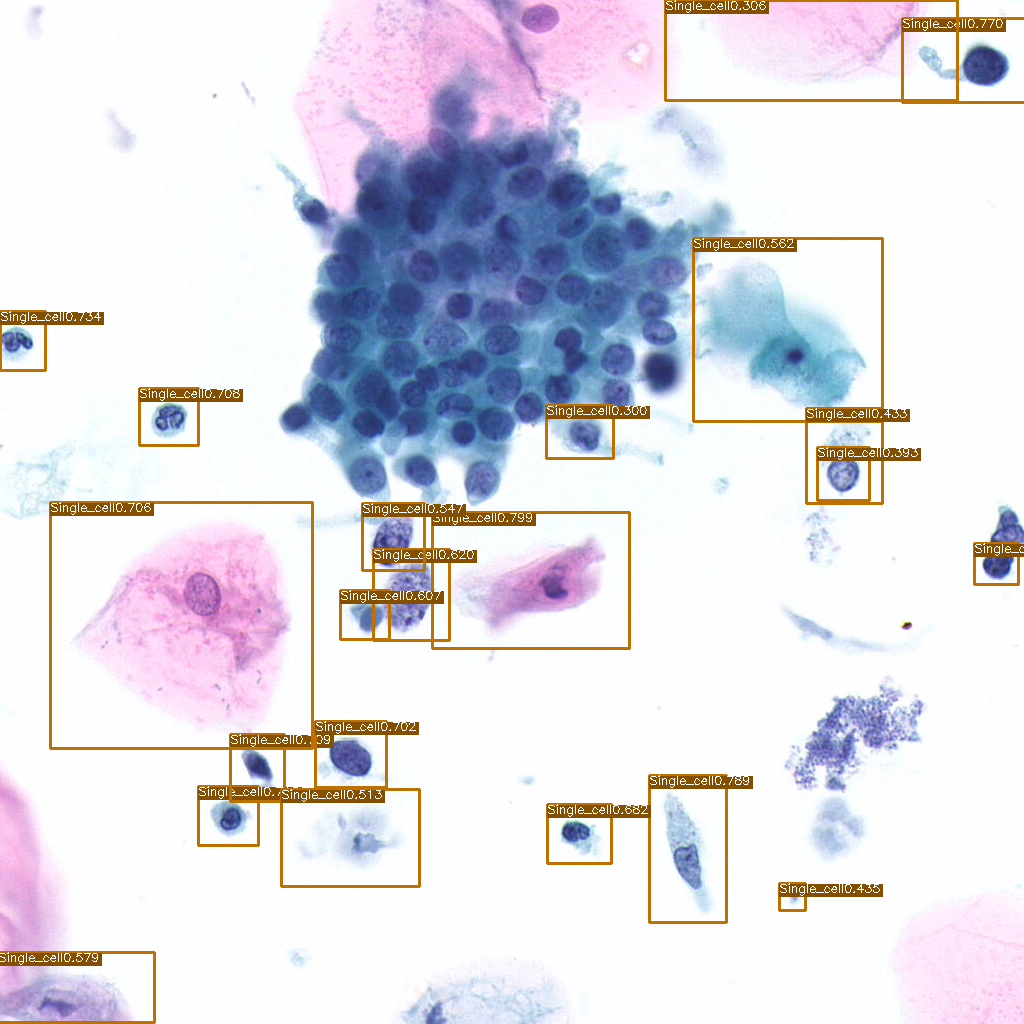 Single_cell0.306
Single_cell0.770
Single_cell0.562
Single_cell0.734
Single_cell0.708
Single_cell0.300
Single_cell0.433
Single_cell0.393
Single_cell0.706
Single_cell0.547
Single_cell0.799
Single_cell0.620
Single_cell0.607
Single_c
Single_cell0.702
Single_cell0.
Single_cell0.789
Single_cell0.513
Single_cell0.682
Single_cell0.435
Single_cell0.579